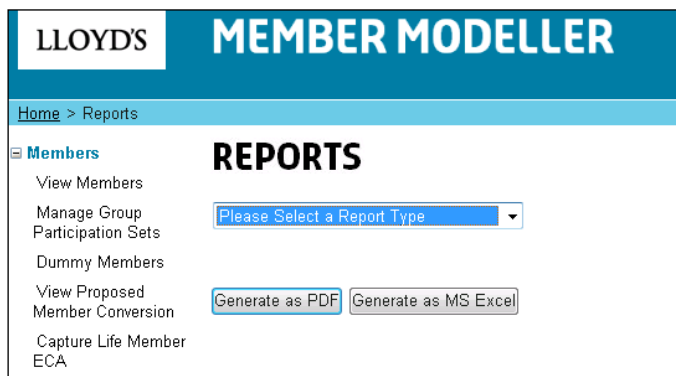 LLOYD'S
MEMBER MODELLER
Home > Reports
Members
View Members
Manage Group
Participation Sets
Dummy Members
View Proposed
Member Conversion
Capture Life Member
ECA
REPORTS
Please Select a Report Type
Generate as PDF Generate as MS Excel